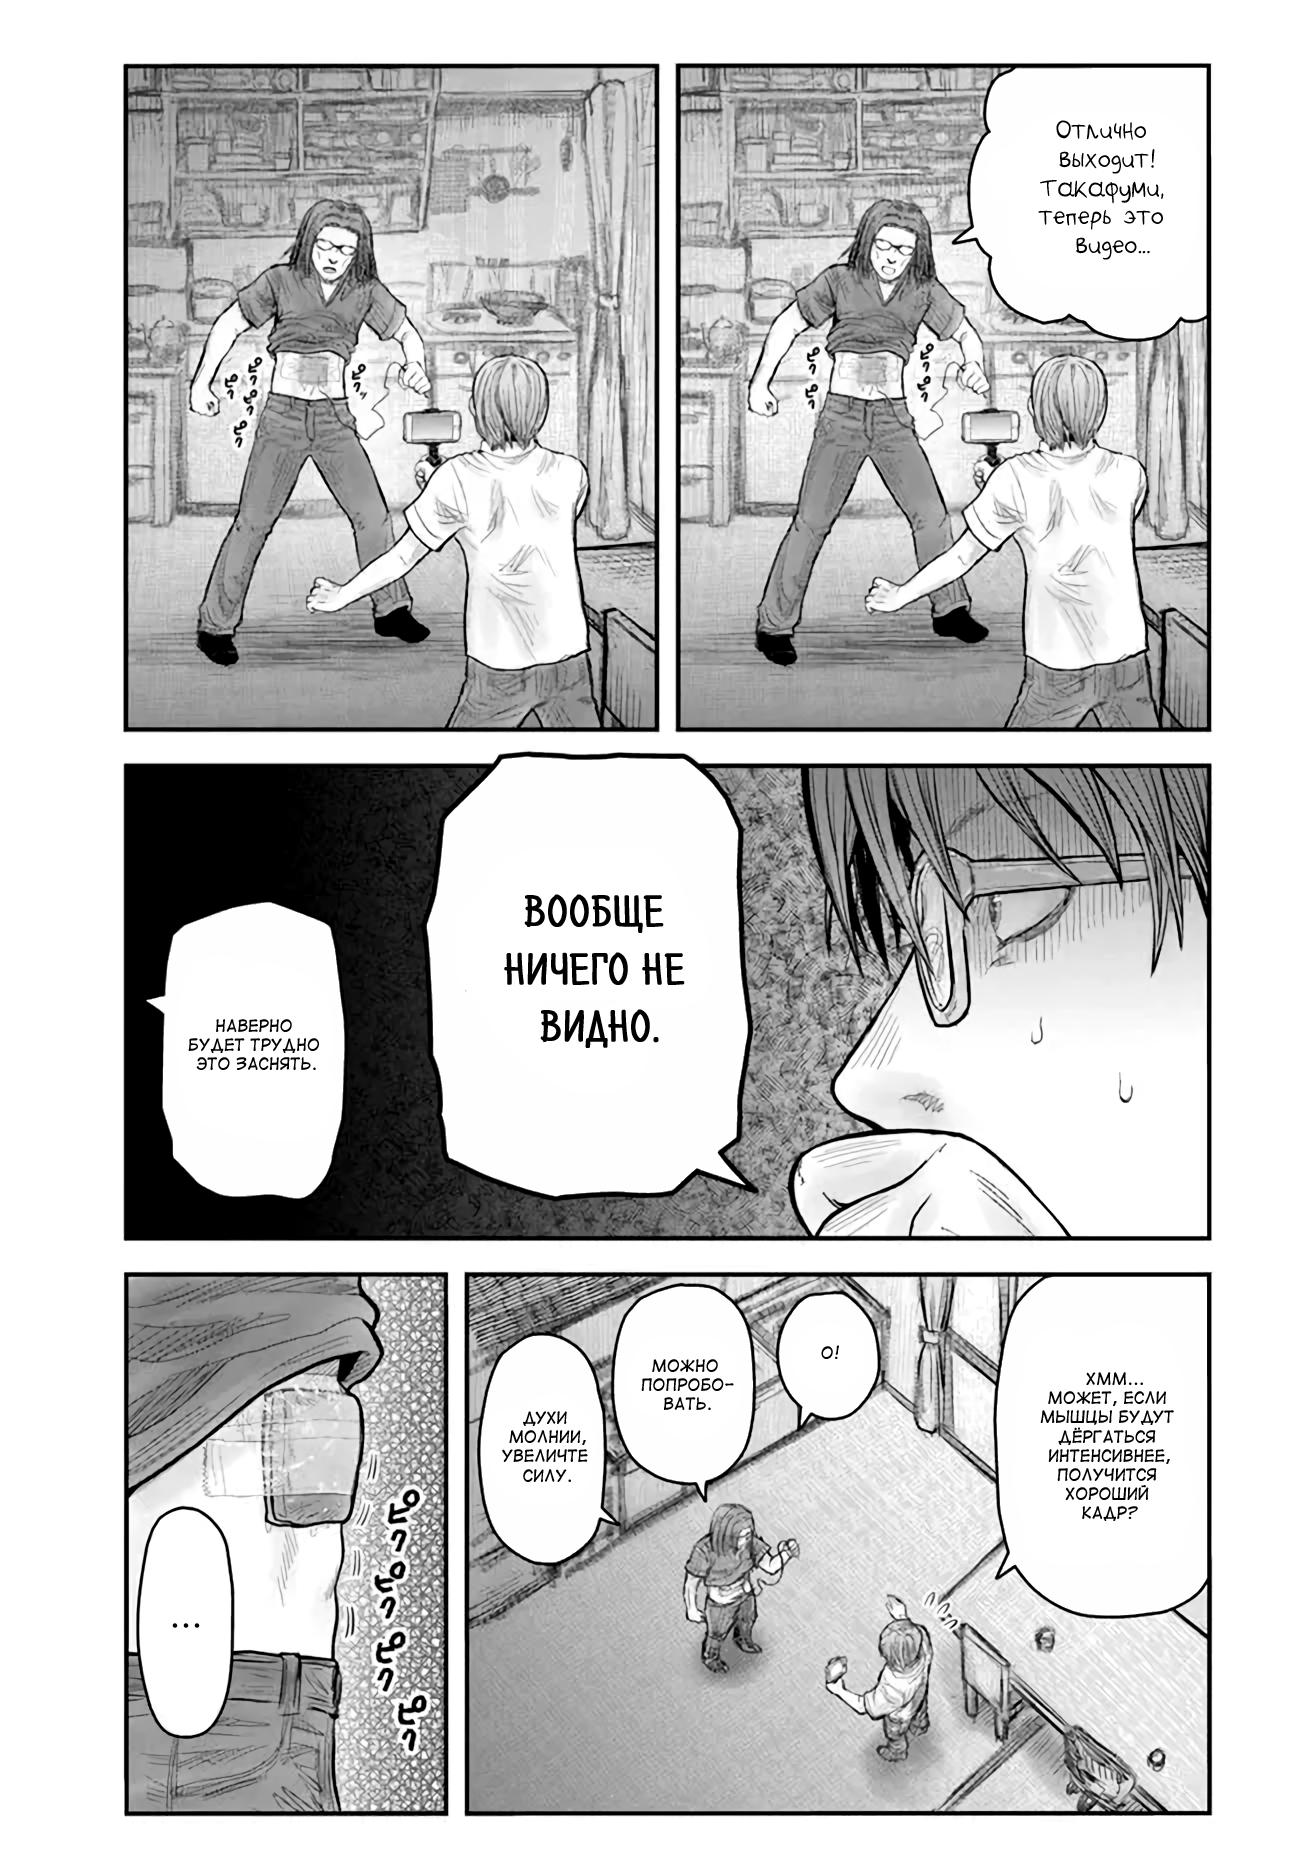 Отлично
выходит!
Такафуми,
теперь это
видео...
ВООБЩЕ
НИЧЕГО НЕ
ВИДНО.
НАВЕРНО
БУДЕТ ТРУДНО
ЭТО ЗАСНЯТЬ.
ХММ...
МОЖЕТ, ЕСЛИ
МЫШЦЫ БУДУТ
ДЁРГАТЬСЯ
ИНТЕНСИВНЕЕ,
ПОЛУЧИТСЯ
ХОРОШИЙ
КАДР?
О!
МОЖНО
ПОПРОБО-
ВАТЬ.
ДУХИ
МОЛНИИ,
УВЕЛИЧТЕ
СИЛУ.
...